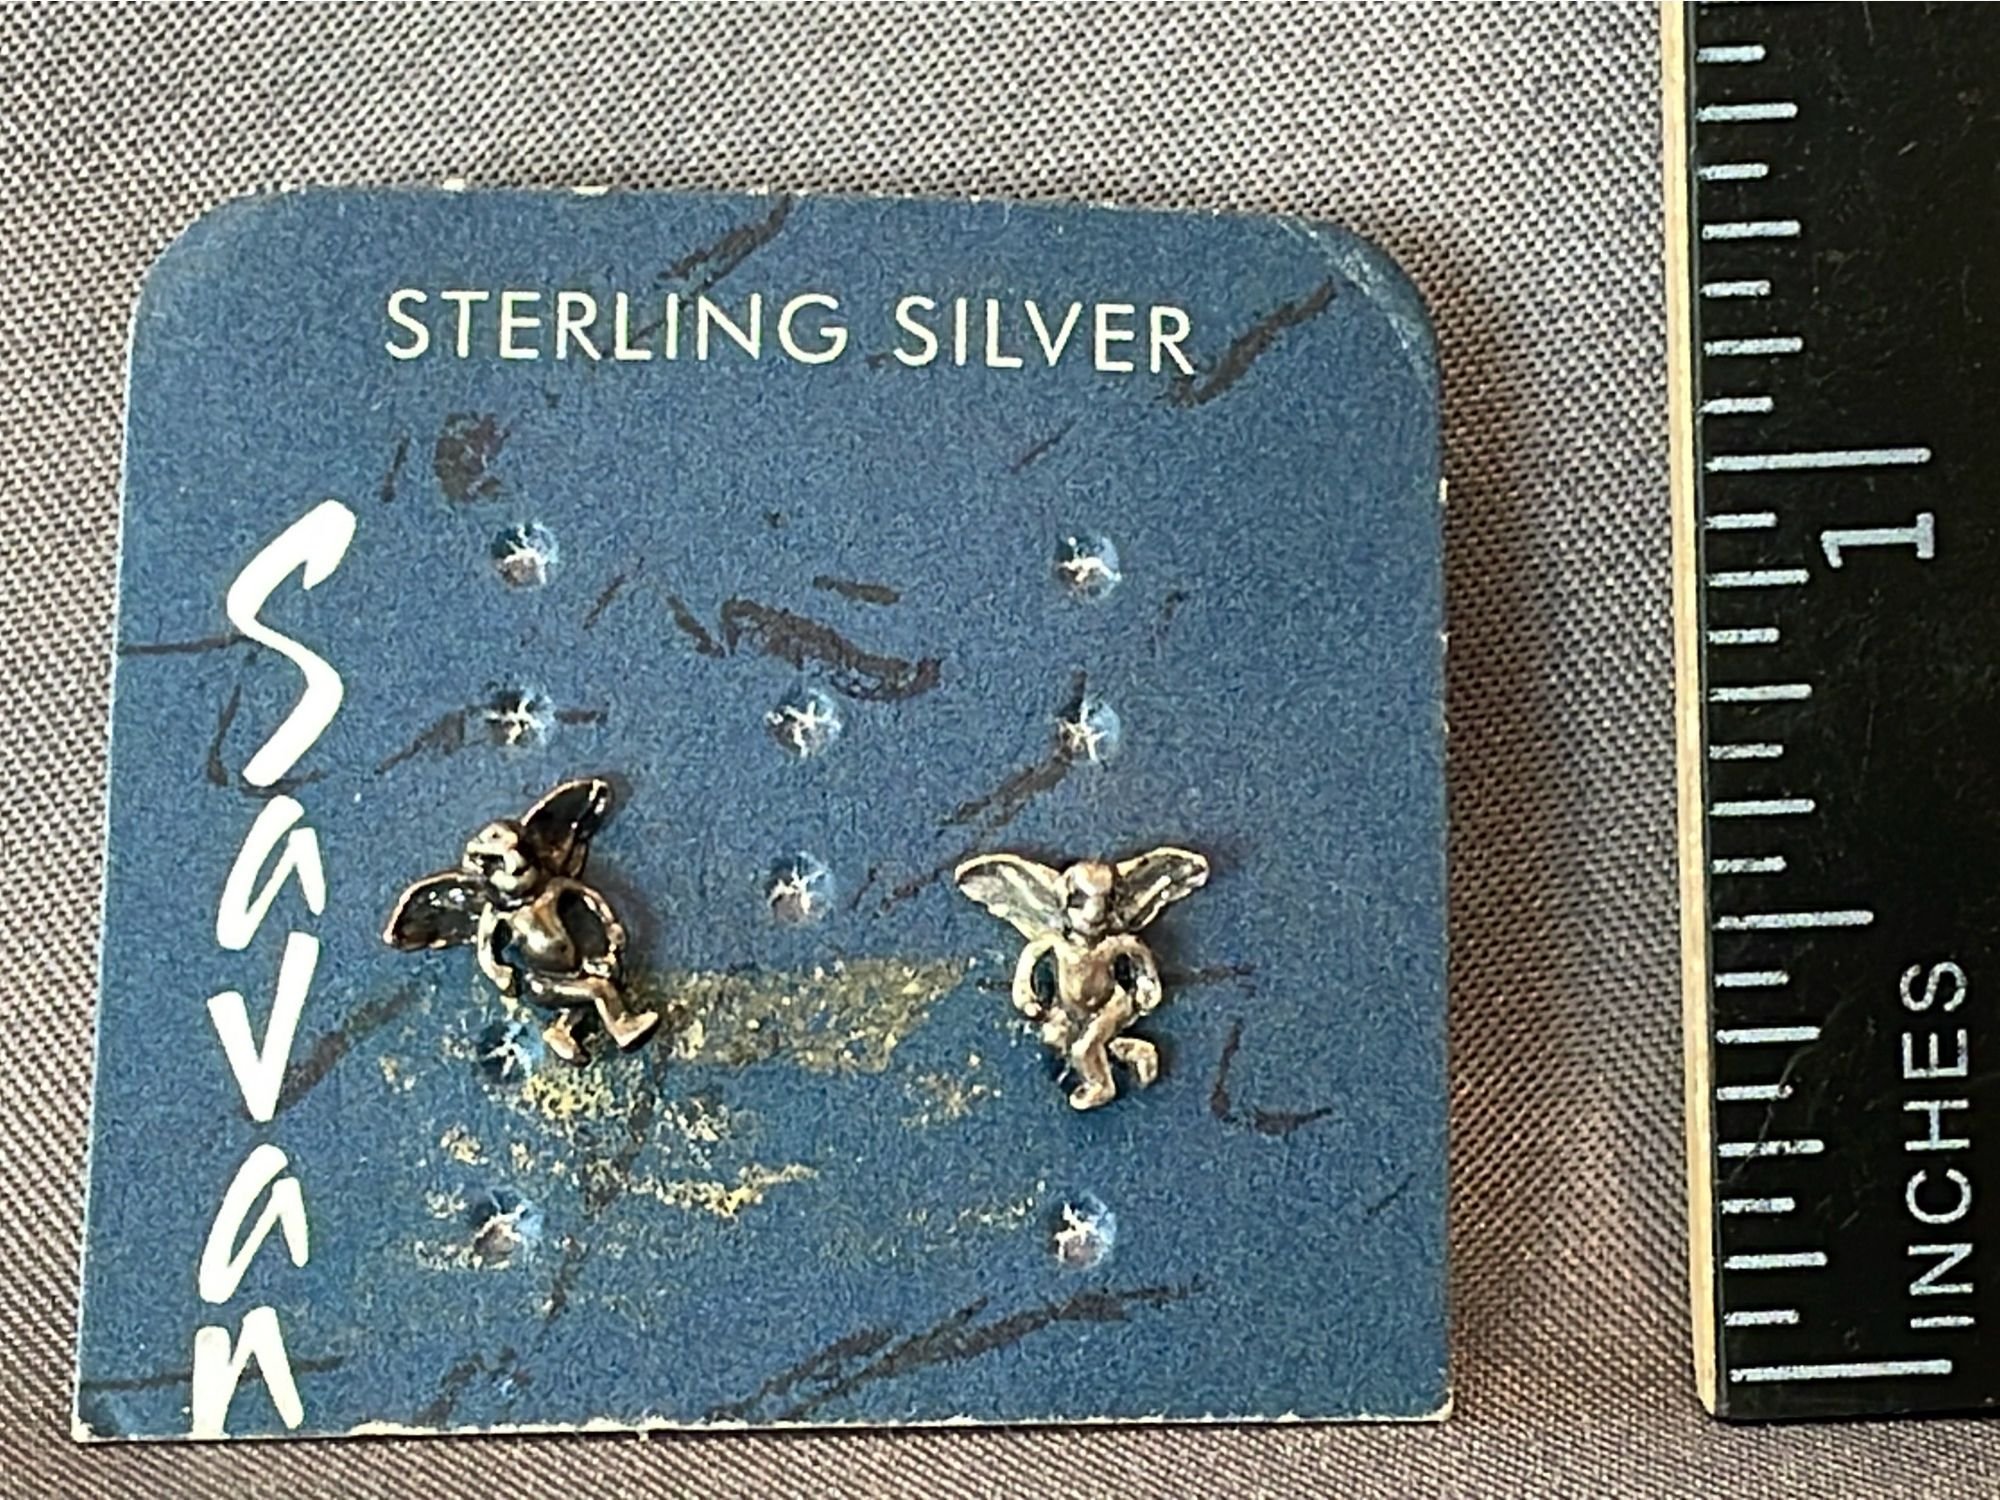 STERLING SILVER
Savan
1
INCHES